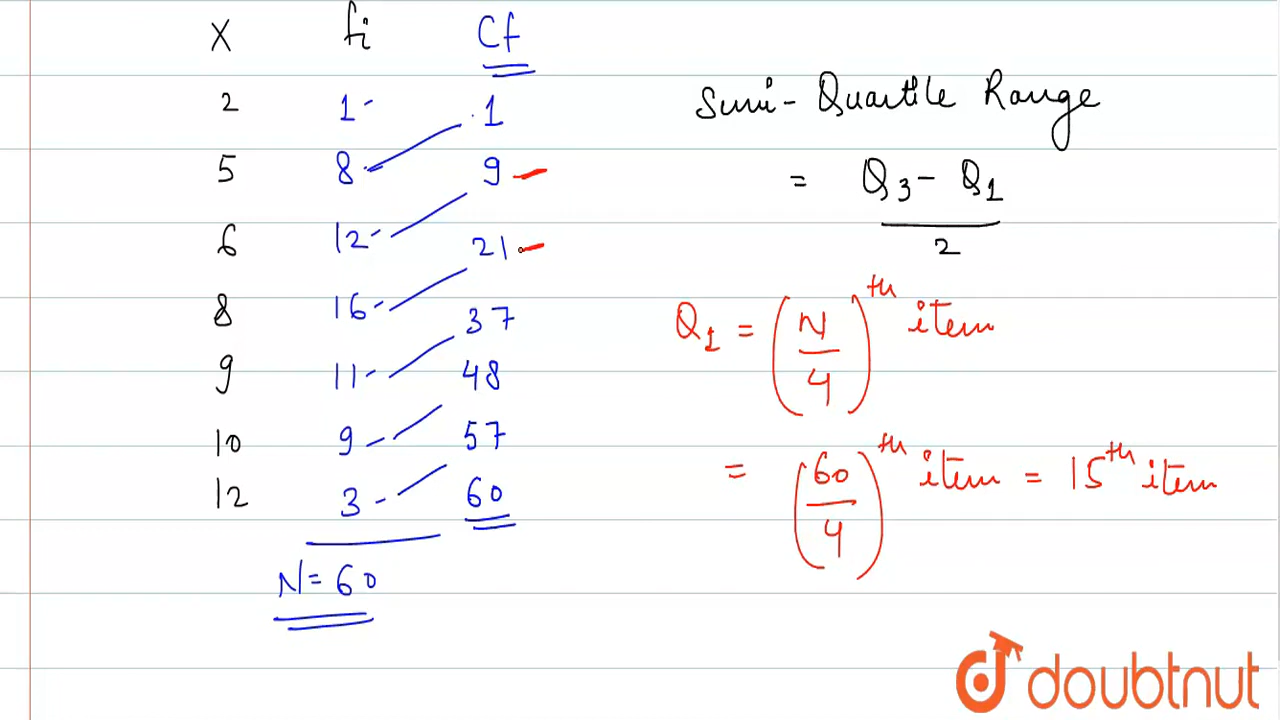 X fi Cf
2 1 1
5 8 9
6 12 21
8 16 37
9 11 48
10 9 57
12 3 60
N = 60
Semi - Quartile Range
= Q3 - Q1
2
Q1 = (N/4)th item
= (60/4)th item = 15th item
doubtnut